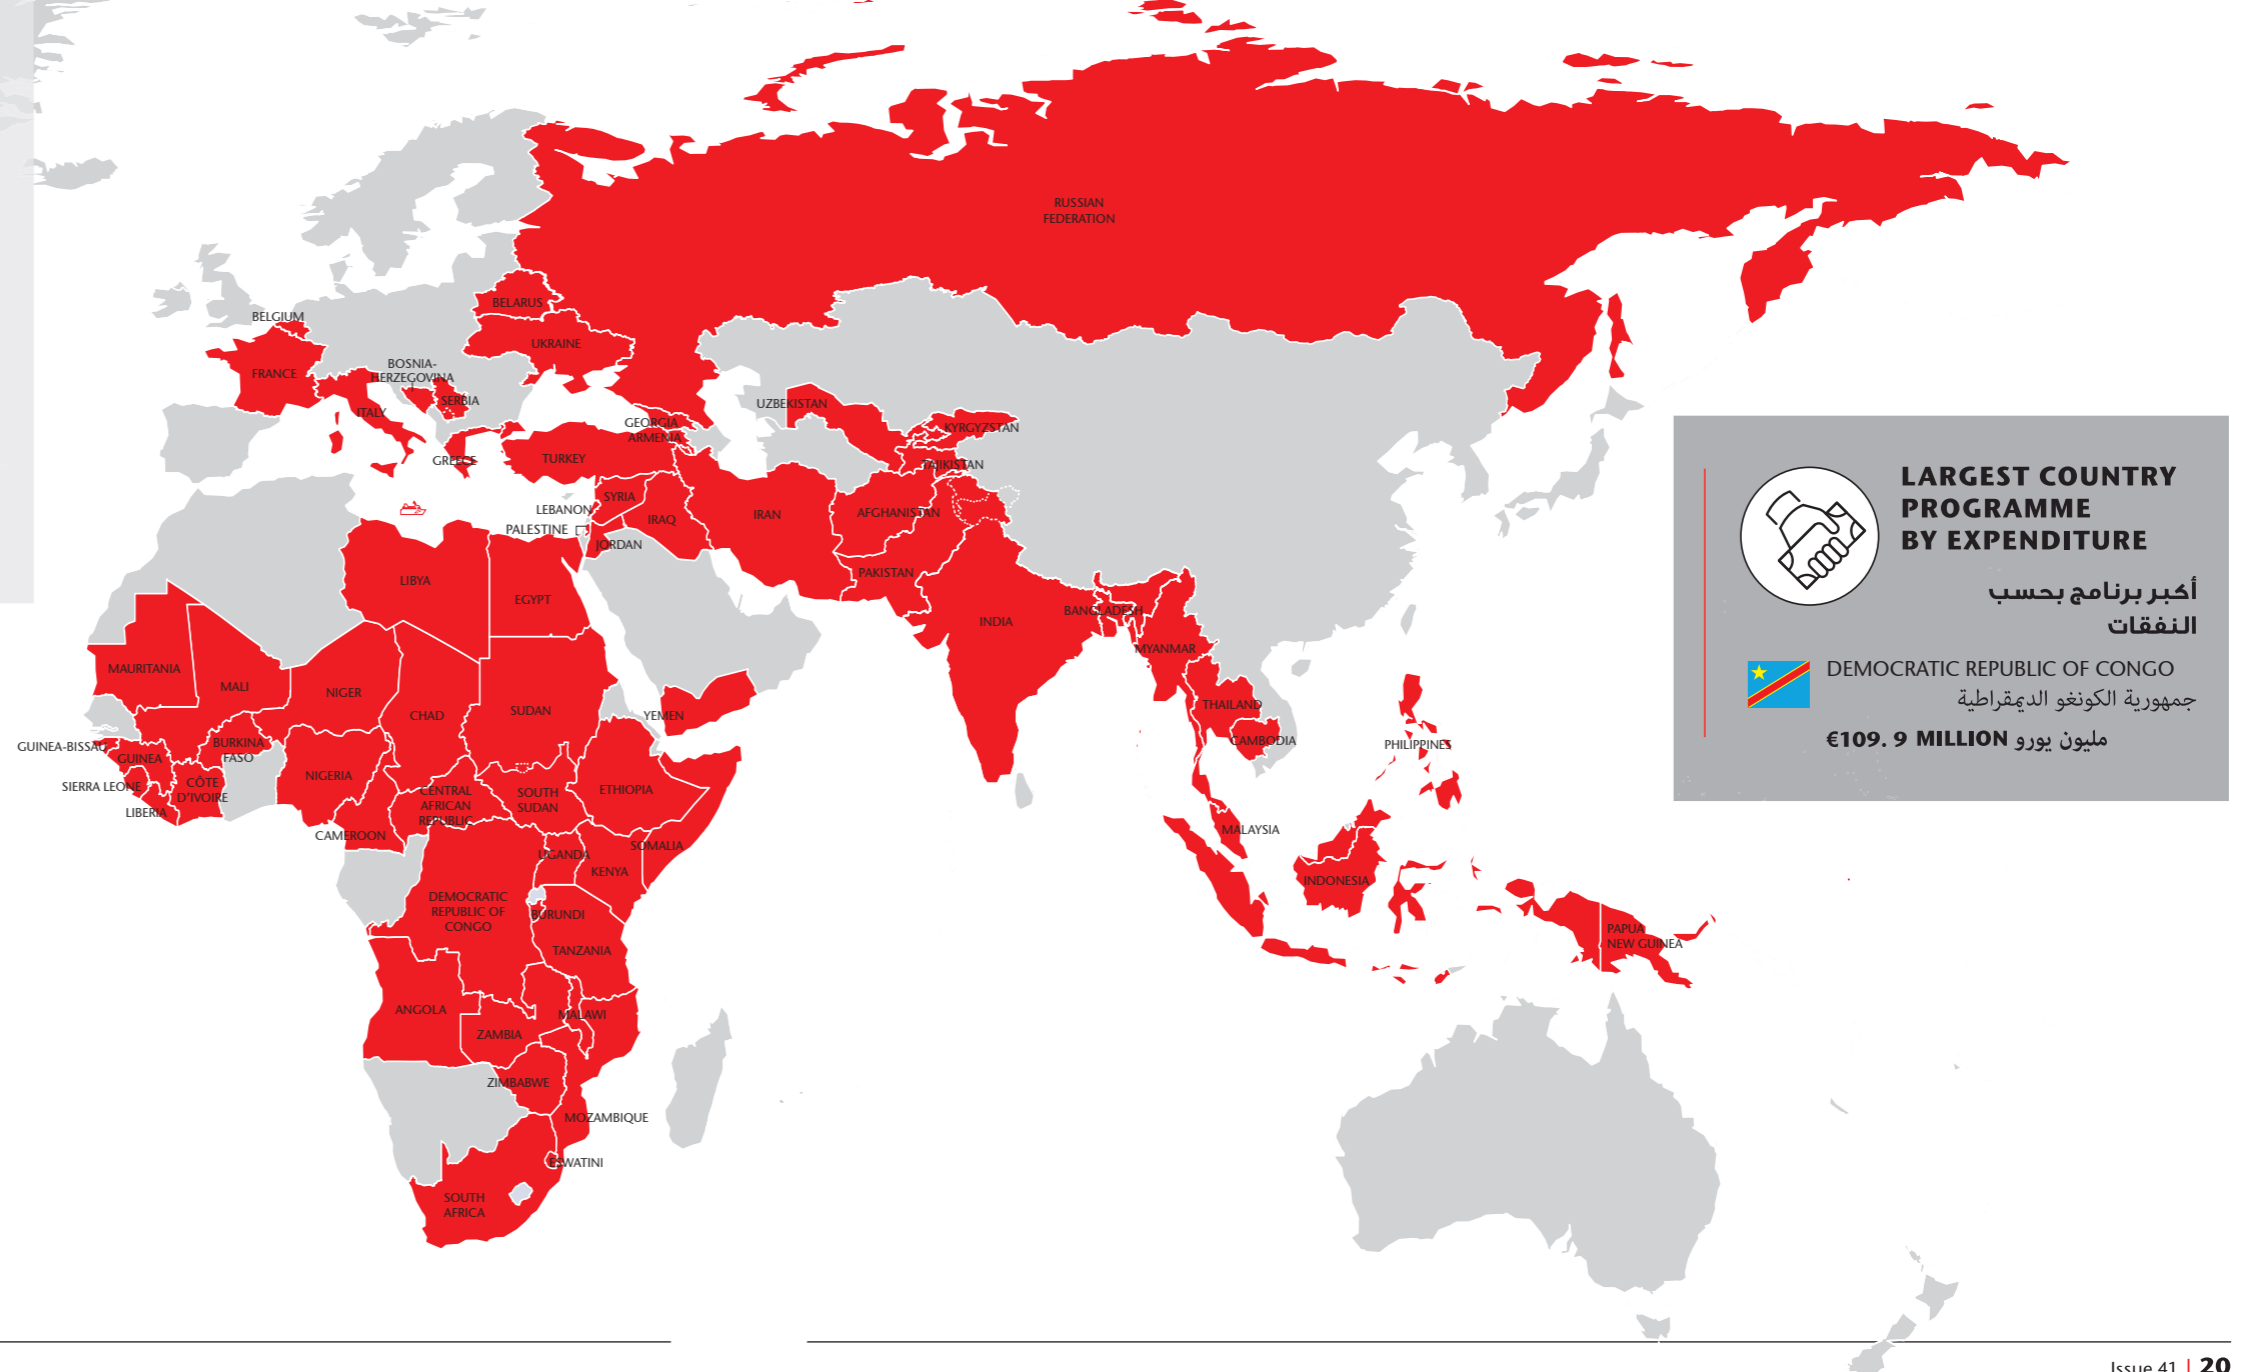 RUSSIAN
FEDERATION
BELARUS
BELGIUM
UKRAINE
FRANCE
BOSNIA-
HERZEGOVINA
SERBIA
ITALY
GREECE
GEORGIA
ARMENIA
TURKEY
UZBEKISTAN
KYRGYZSTAN
TAJIKISTAN
SYRIA
LEBANON
PALESTINE
JORDAN
IRAQ
IRAN
AFGHANISTAN
PAKISTAN
INDIA
BANGLADESH
MYANMAR
THAILAND
CAMBODIA
PHILIPPINES
MALAYSIA
INDONESIA
PAPUA
NEW GUINEA
LIBYA
EGYPT
MAURITANIA
MALI
NIGER
CHAD
SUDAN
YEMEN
GUINEA-BISSAU
GUINEA
BURKINA
FASO
SIERRA LEONE
CÔTE
D'IVOIRE
LIBERIA
NIGERIA
CAMEROON
CENTRAL
AFRICAN
REPUBLIC
SOUTH
SUDAN
ETHIOPIA
SOMALIA
UGANDA
KENYA
DEMOCRATIC
REPUBLIC OF
CONGO
BURUNDI
TANZANIA
ANGOLA
ZAMBIA
MALAWI
ZIMBABWE
MOZAMBIQUE
ESWATINI
SOUTH
AFRICA
LARGEST COUNTRY
PROGRAMME
BY EXPENDITURE
أكبر برنامج بحسب
النفقات
DEMOCRATIC REPUBLIC OF CONGO
جمهورية الكونغو الديمقراطية
€109. 9 MILLION مليون يورو
Issue 41 | 20